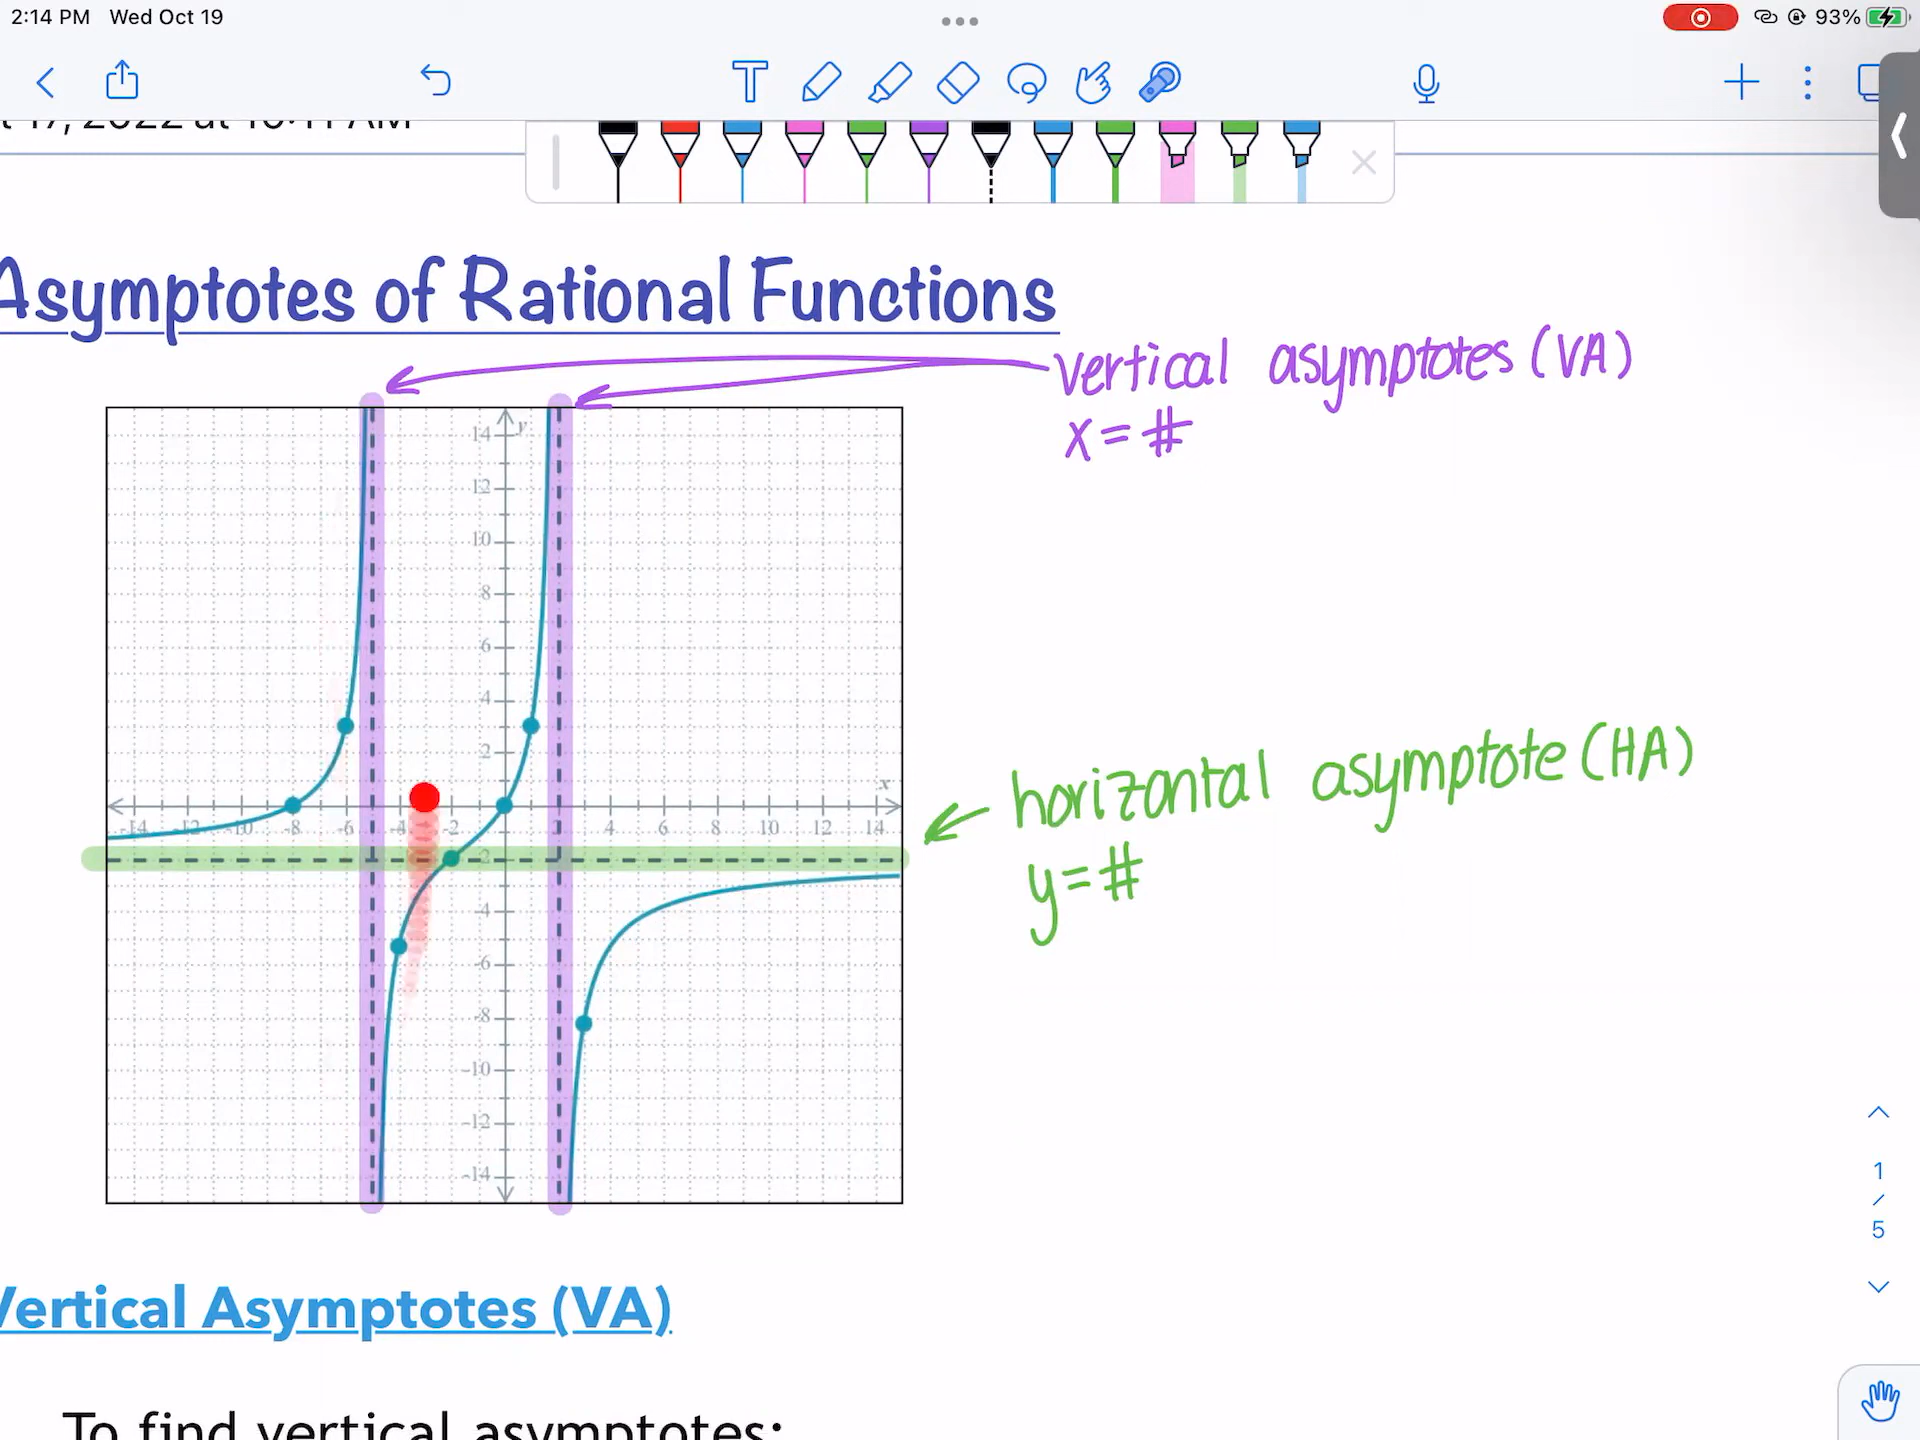 2:14 PM Wed Oct 19
93%
Asymptotes of Rational Functions
vertical asymptotes (VA)
x = #
y
14
12
10
8
6
4
2
x
-14 -12 -10 -8 -6 -4 -2 2 4 6 8 10 12 14
-2
-4
-6
-8
-10
-12
-14
horizontal asymptote (HA)
y = #
1
/
5
Vertical Asymptotes (VA)
To find vertical asymptotes: